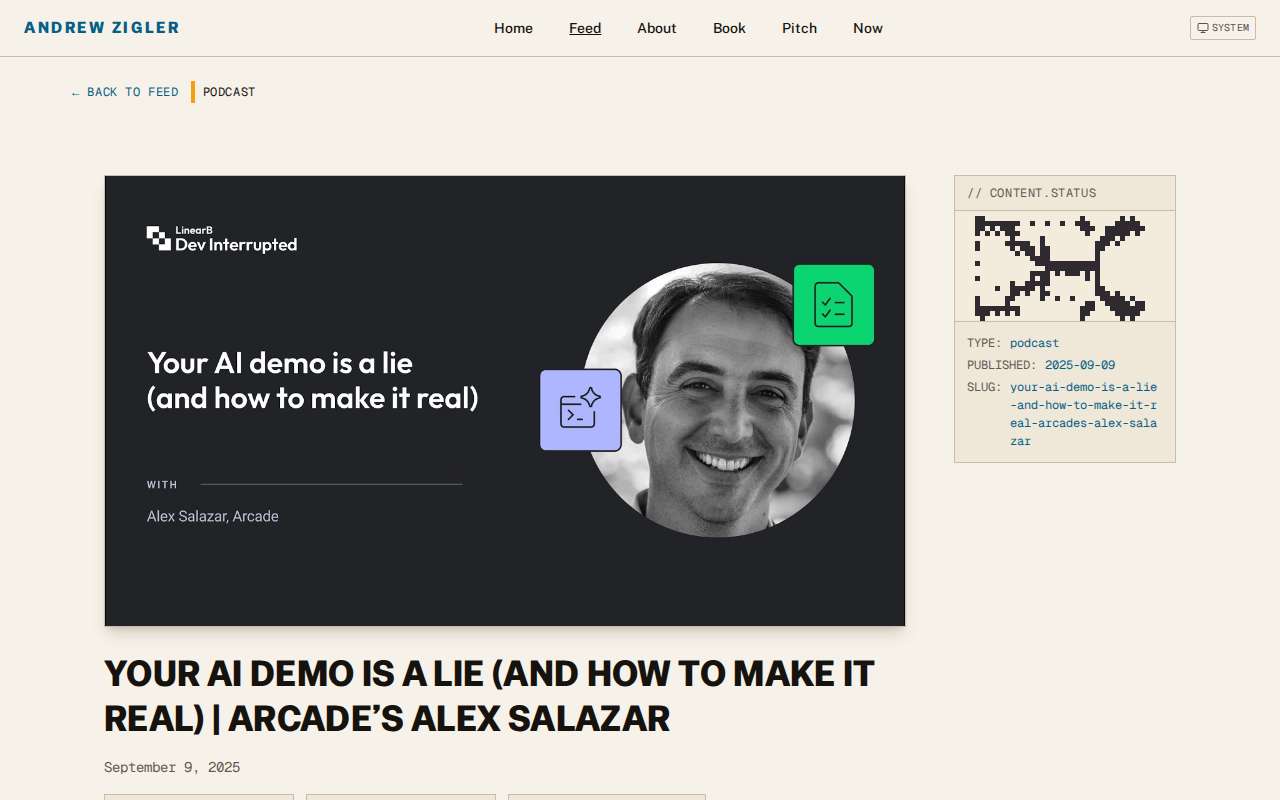 ANDREW ZIGLER
Home
Feed
About
Book
Pitch
Now
SYSTEM
← BACK TO FEED
PODCAST
LinearB
Dev Interrupted
Your AI demo is a lie
(and how to make it real)
WITH
Alex Salazar, Arcade
// CONTENT.STATUS
TYPE: podcast
PUBLISHED: 2025-09-09
SLUG: your-ai-demo-is-a-lie
-and-how-to-make-it-r
eal-arcades-alex-sala
zar
YOUR AI DEMO IS A LIE (AND HOW TO MAKE IT
REAL) | ARCADE’S ALEX SALAZAR
September 9, 2025